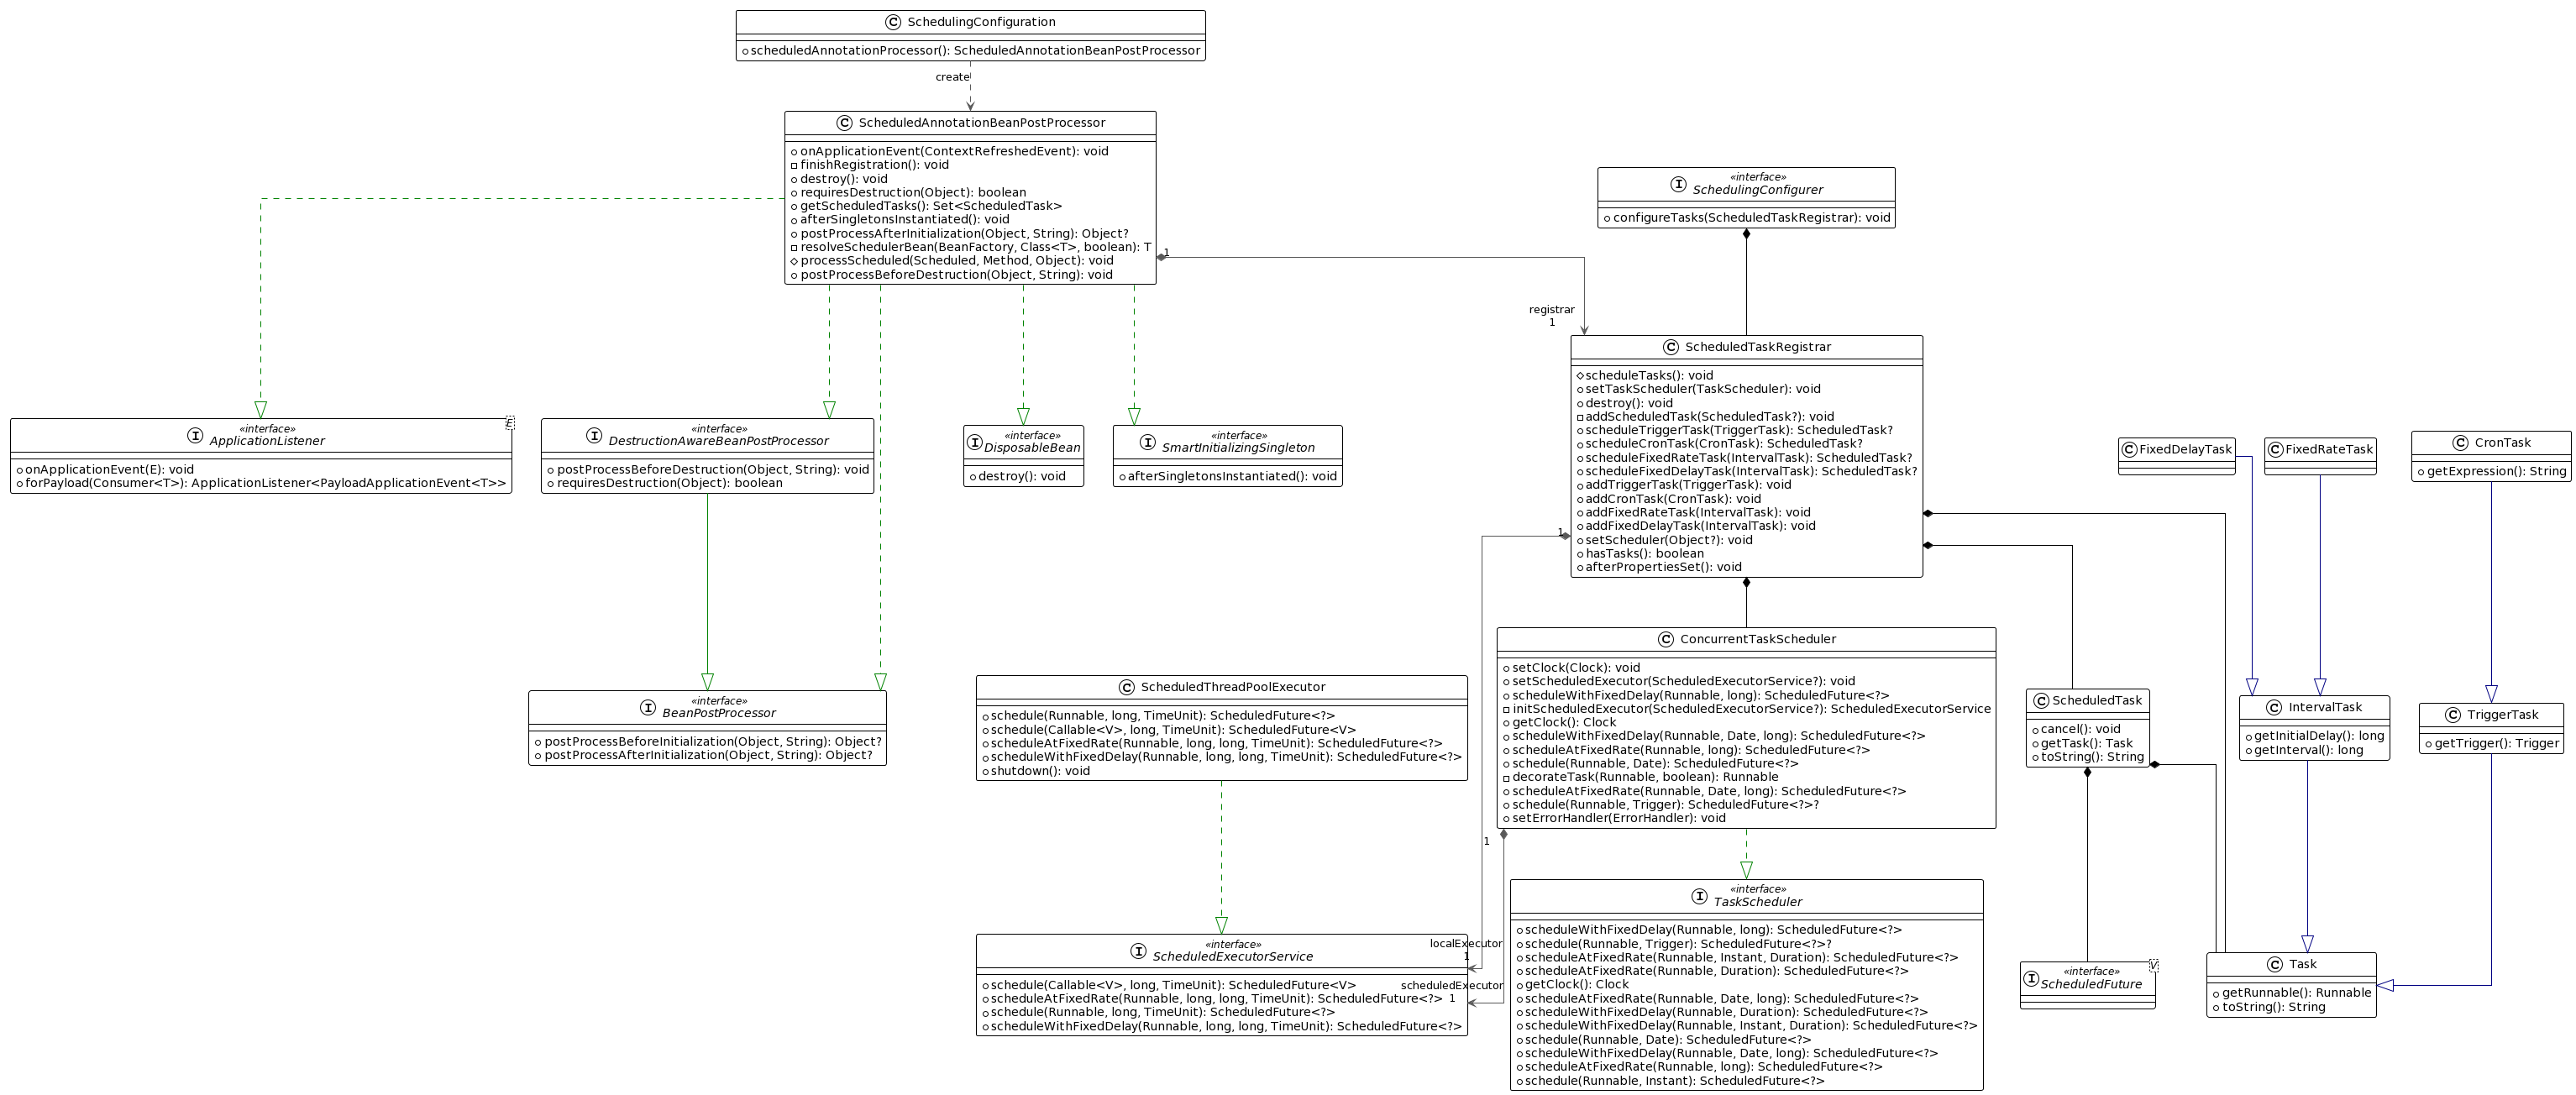 C SchedulingConfiguration
scheduledAnnotationProcessor(): ScheduledAnnotationBeanPostProcessor
create
C ScheduledAnnotationBeanPostProcessor
onApplicationEvent(ContextRefreshedEvent): void
finishRegistration(): void
destroy(): void
requiresDestruction(Object): boolean
getScheduledTasks(): Set<ScheduledTask>
afterSingletonsInstantiated(): void
postProcessAfterInitialization(Object, String): Object?
resolveSchedulerBean(BeanFactory, Class<T>, boolean): T
processScheduled(Scheduled, Method, Object): void
postProcessBeforeDestruction(Object, String): void
1
registrar
1
«interface»
I SchedulingConfigurer
configureTasks(ScheduledTaskRegistrar): void
C ScheduledTaskRegistrar
scheduleTasks(): void
setTaskScheduler(TaskScheduler): void
destroy(): void
addScheduledTask(ScheduledTask?): void
scheduleTriggerTask(TriggerTask): ScheduledTask?
scheduleCronTask(CronTask): ScheduledTask?
scheduleFixedRateTask(IntervalTask): ScheduledTask?
scheduleFixedDelayTask(IntervalTask): ScheduledTask?
addTriggerTask(TriggerTask): void
addCronTask(CronTask): void
addFixedRateTask(IntervalTask): void
addFixedDelayTask(IntervalTask): void
setScheduler(Object?): void
hasTasks(): boolean
afterPropertiesSet(): void
1
«interface»
I ApplicationListener
E
onApplicationEvent(E): void
forPayload(Consumer<T>): ApplicationListener<PayloadApplicationEvent<T>>
«interface»
I DestructionAwareBeanPostProcessor
postProcessBeforeDestruction(Object, String): void
requiresDestruction(Object): boolean
«interface»
I DisposableBean
destroy(): void
«interface»
I SmartInitializingSingleton
afterSingletonsInstantiated(): void
C FixedDelayTask
C FixedRateTask
C CronTask
getExpression(): String
«interface»
I BeanPostProcessor
postProcessBeforeInitialization(Object, String): Object?
postProcessAfterInitialization(Object, String): Object?
C ScheduledThreadPoolExecutor
schedule(Runnable, long, TimeUnit): ScheduledFuture<?>
schedule(Callable<V>, long, TimeUnit): ScheduledFuture<V>
scheduleAtFixedRate(Runnable, long, long, TimeUnit): ScheduledFuture<?>
scheduleWithFixedDelay(Runnable, long, long, TimeUnit): ScheduledFuture<?>
shutdown(): void
C ConcurrentTaskScheduler
setClock(Clock): void
setScheduledExecutor(ScheduledExecutorService?): void
scheduleWithFixedDelay(Runnable, long): ScheduledFuture<?>
initScheduledExecutor(ScheduledExecutorService?): ScheduledExecutorService
getClock(): Clock
scheduleWithFixedDelay(Runnable, Date, long): ScheduledFuture<?>
scheduleAtFixedRate(Runnable, long): ScheduledFuture<?>
schedule(Runnable, Date): ScheduledFuture<?>
decorateTask(Runnable, boolean): Runnable
scheduleAtFixedRate(Runnable, Date, long): ScheduledFuture<?>
schedule(Runnable, Trigger): ScheduledFuture<?>?
setErrorHandler(ErrorHandler): void
1
C ScheduledTask
cancel(): void
getTask(): Task
toString(): String
C IntervalTask
getInitialDelay(): long
getInterval(): long
C TriggerTask
getTrigger(): Trigger
«interface»
I ScheduledExecutorService
schedule(Callable<V>, long, TimeUnit): ScheduledFuture<V>
scheduleAtFixedRate(Runnable, long, long, TimeUnit): ScheduledFuture<?>
schedule(Runnable, long, TimeUnit): ScheduledFuture<?>
scheduleWithFixedDelay(Runnable, long, long, TimeUnit): ScheduledFuture<?>
localExecutor
1
scheduledExecutor
1
«interface»
I TaskScheduler
scheduleWithFixedDelay(Runnable, long): ScheduledFuture<?>
schedule(Runnable, Trigger): ScheduledFuture<?>?
scheduleAtFixedRate(Runnable, Instant, Duration): ScheduledFuture<?>
scheduleAtFixedRate(Runnable, Duration): ScheduledFuture<?>
getClock(): Clock
scheduleAtFixedRate(Runnable, Date, long): ScheduledFuture<?>
scheduleWithFixedDelay(Runnable, Duration): ScheduledFuture<?>
scheduleWithFixedDelay(Runnable, Instant, Duration): ScheduledFuture<?>
schedule(Runnable, Date): ScheduledFuture<?>
scheduleWithFixedDelay(Runnable, Date, long): ScheduledFuture<?>
scheduleAtFixedRate(Runnable, long): ScheduledFuture<?>
schedule(Runnable, Instant): ScheduledFuture<?>
«interface»
I ScheduledFuture
V
C Task
getRunnable(): Runnable
toString(): String